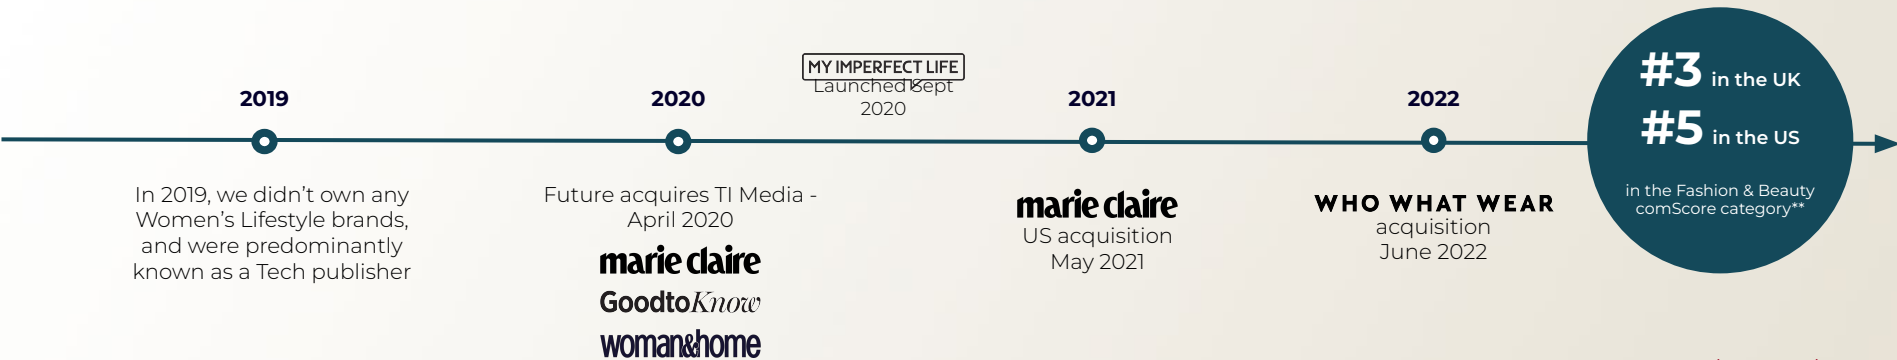 2019
In 2019, we didn't own any
Women's Lifestyle brands,
and were predominantly
known as a Tech publisher
2020
Future acquires TI Media -
April 2020
marie claire
GoodtoKnow
woman&home
MY IMPERFECT LIFE
Launched Sept
2020
2021
marie claire
US acquisition
May 2021
2022
WHO WHAT WEAR
acquisition
June 2022
#3 in the UK
#5 in the US
in the Fashion & Beauty
comScore category**